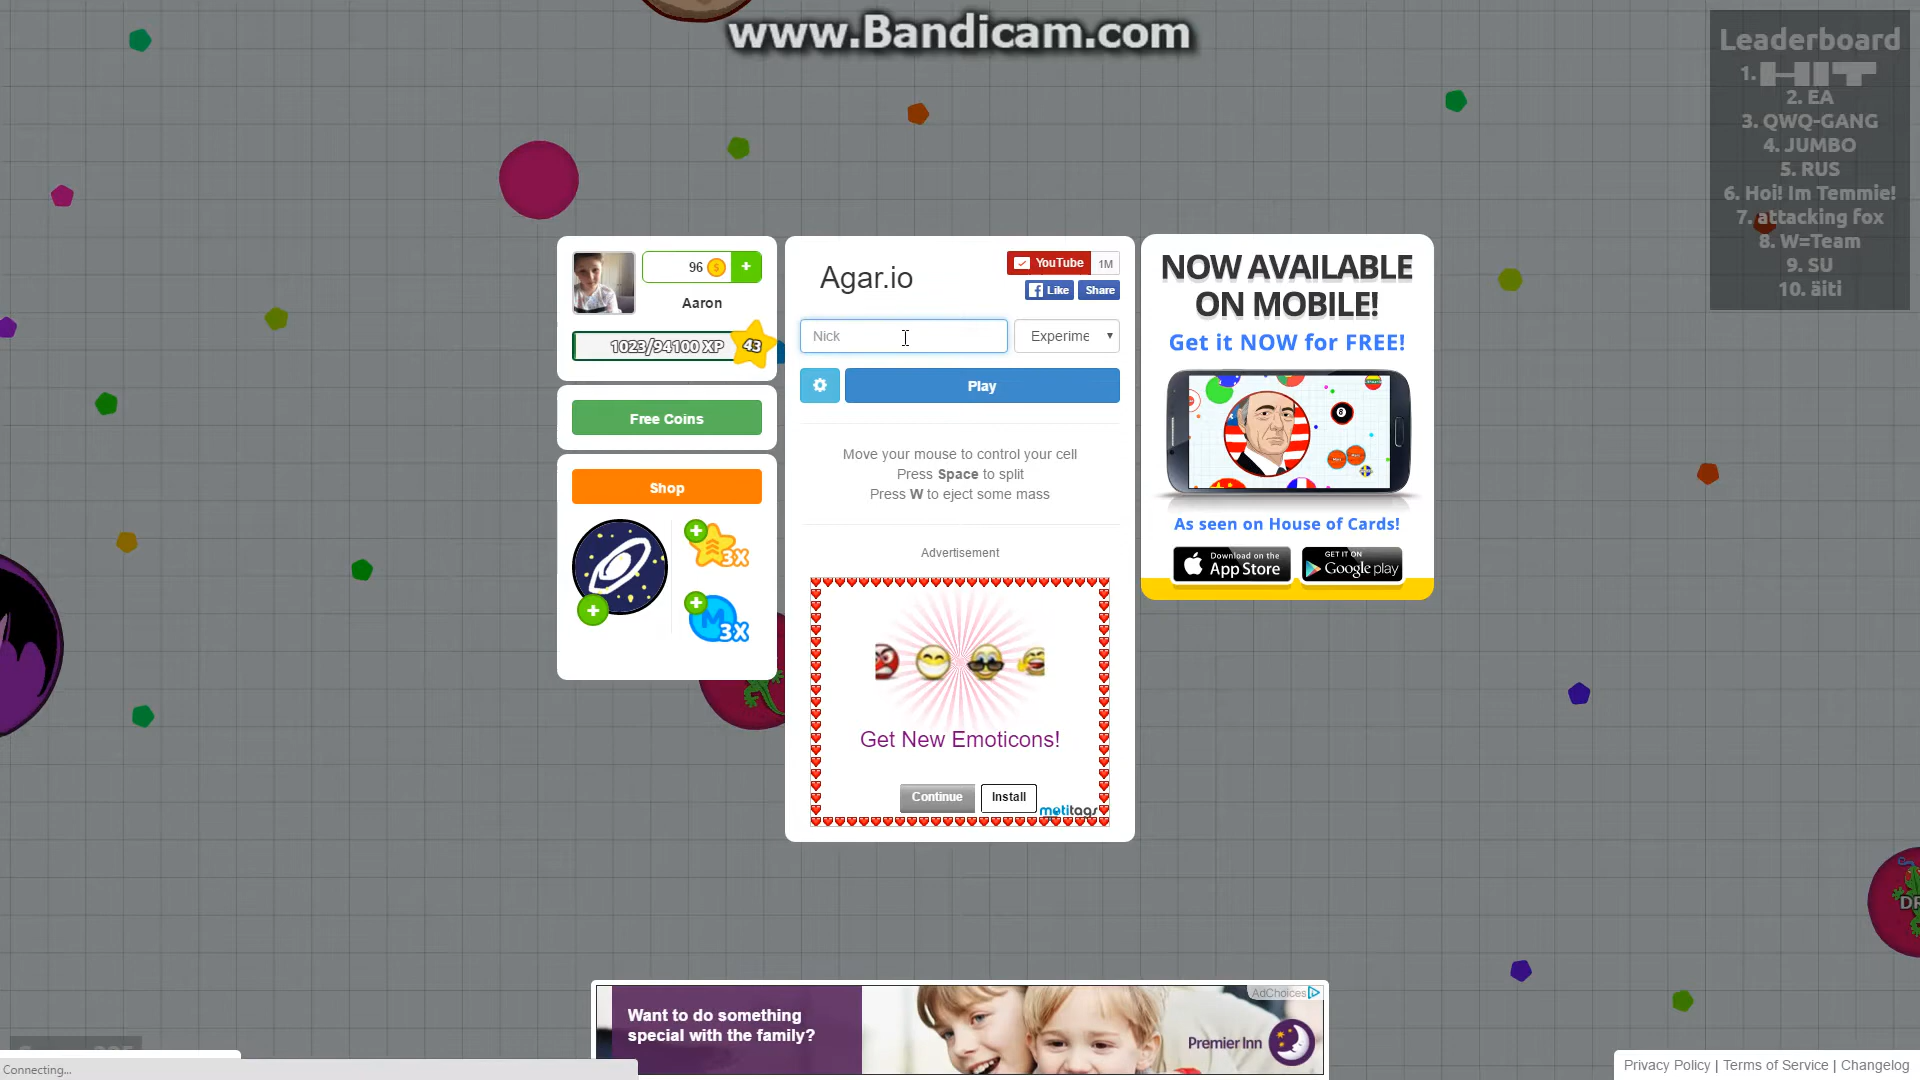 www.Bandicam.com
Leaderboard
1. HIT
2. EA
3. QWQ-GANG
4. JUMBO
5. RUS
6. Hoi! Im Temmie!
7. attacking fox
8. W=Team
9. SU
10. äiti
96
+
Aaron
1023/94100 XP
43
Free Coins
Shop
3X
M
3X
Agar.io
YouTube
1M
Like
Share
Nick
Experime
Play
Move your mouse to control your cell
Press Space to split
Press W to eject some mass
Advertisement
Get New Emoticons!
Continue
Install
motitags
NOW AVAILABLE
ON MOBILE!
Get it NOW for FREE!
8
As seen on House of Cards!
Download on the
App Store
GET IT ON
Google play
DR
AdChoices
Want to do something
special with the family?
Premier Inn
Connecting...
Privacy Policy | Terms of Service | Changelog